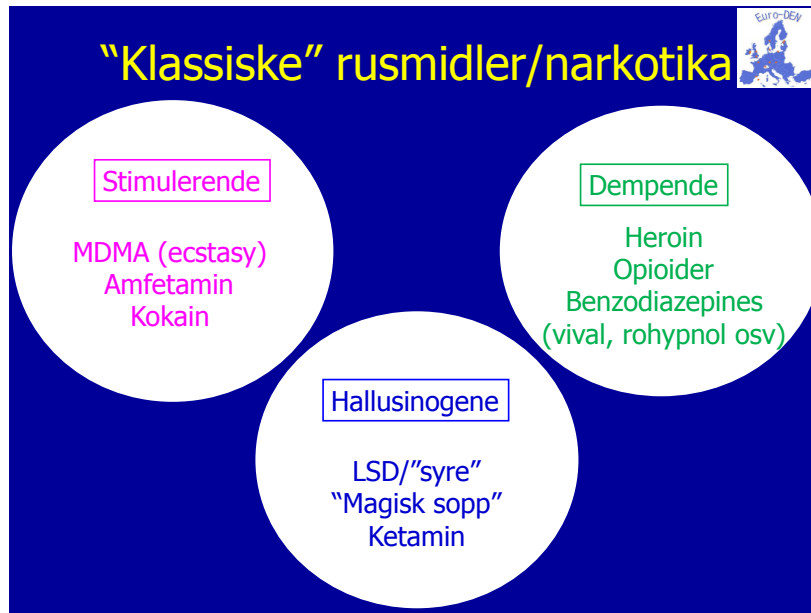 Euro-DEN
“Klassiske” rusmidler/narkotika
Stimulerende
MDMA (ecstasy)
Amfetamin
Kokain
Dempende
Heroin
Opioider
Benzodiazepines
(vival, rohypnol osv)
Hallusinogene
LSD/”syre”
“Magisk sopp”
Ketamin